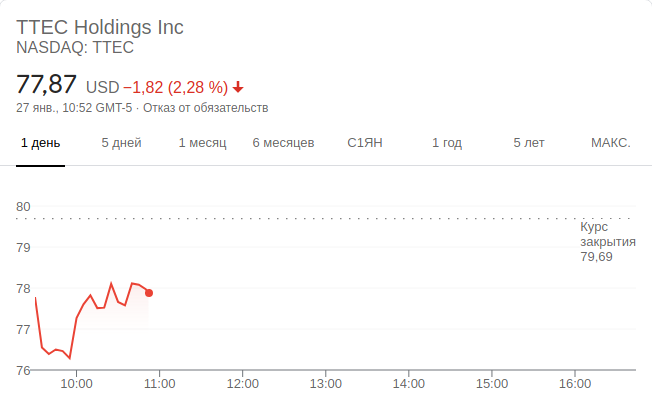 TTEC Holdings Inc
NASDAQ: TTEC
77,87 USD −1,82 (2,28 %)
27 янв., 10:52 GMT-5 · Отказ от обязательств
1 день 5 дней 1 месяц 6 месяцев С1ЯН 1 год 5 лет МАКС.
80
Курс
закрытия
79
79,69
78
77
76
10:00 11:00 12:00 13:00 14:00 15:00 16:00